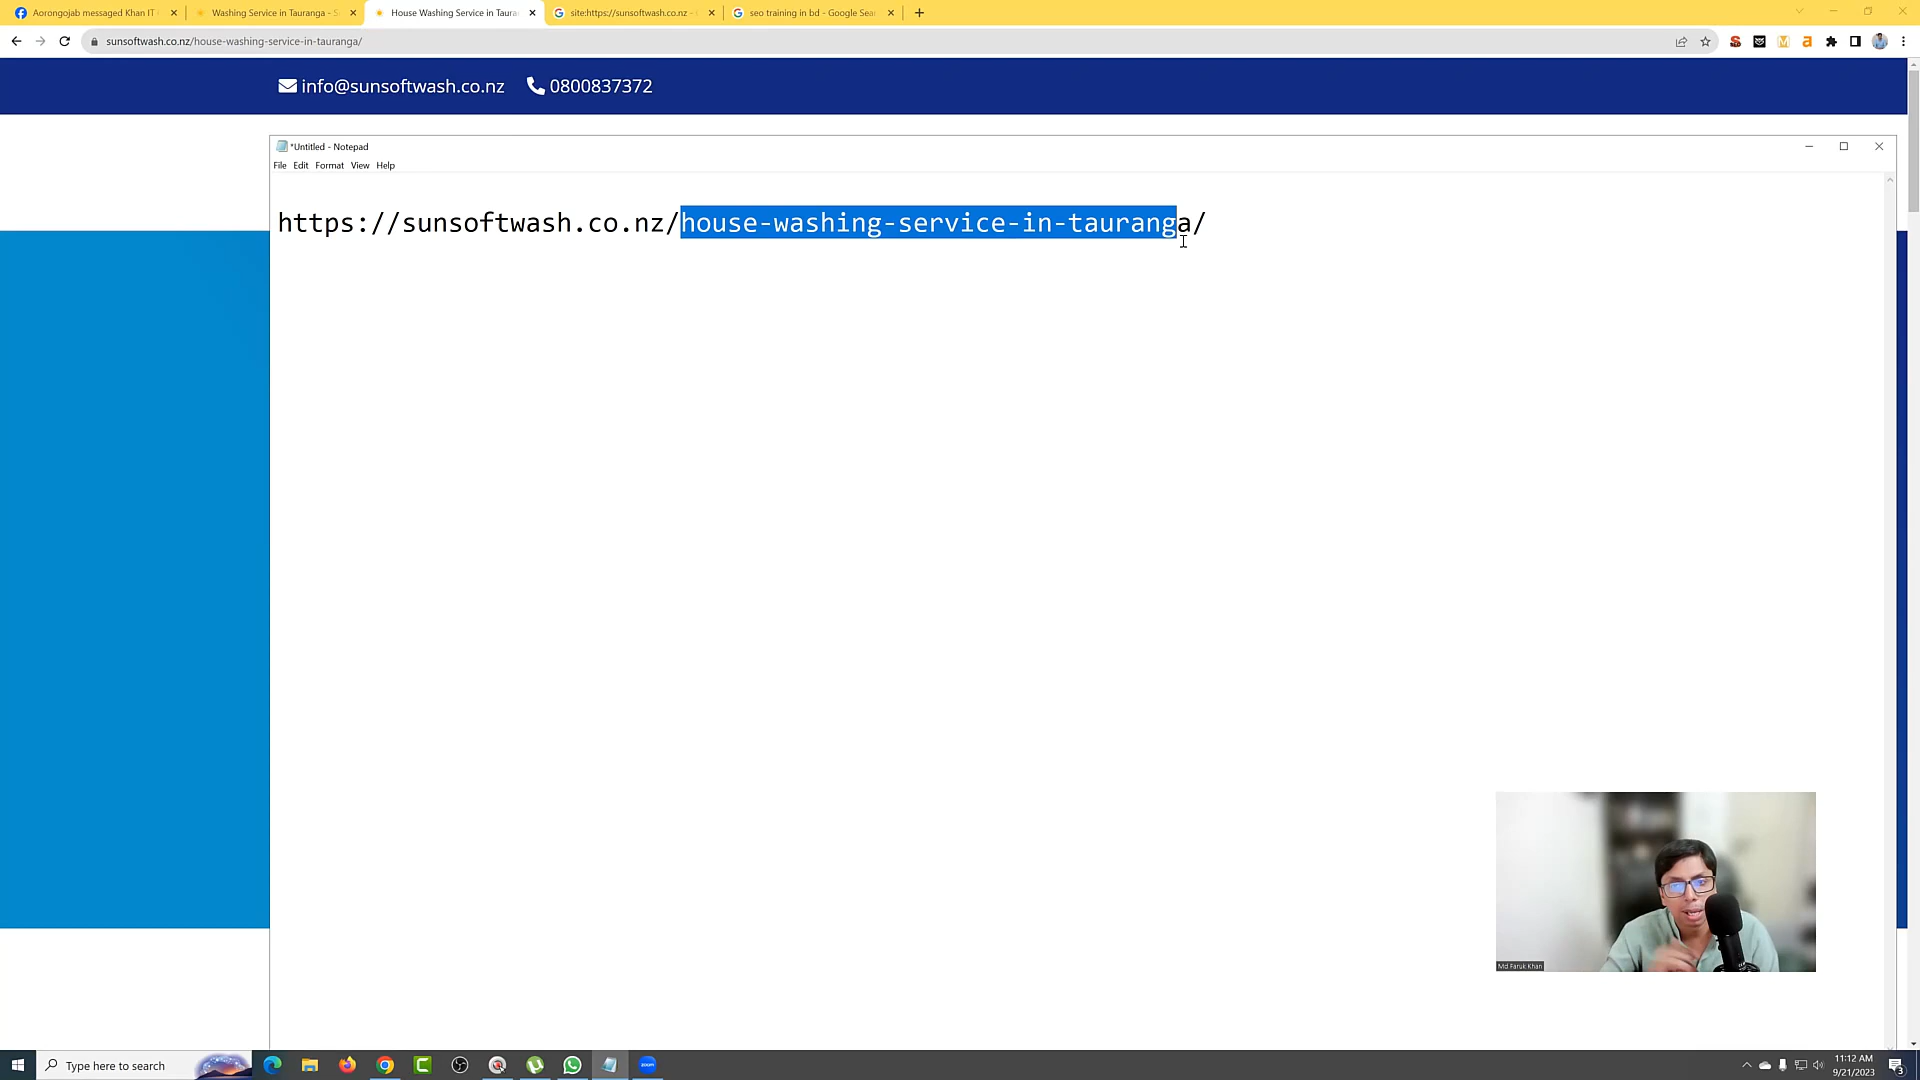 Aorongojab messaged Khan IT
Washing Service in Tauranga - S
House Washing Service in Taura
site:https://sunsoftwash.co.nz -
seo training in bd - Google Sea
sunsoftwash.co.nz/house-washing-service-in-tauranga/
info@sunsoftwash.co.nz 0800837372
*Untitled - Notepad
File Edit Format View Help
https://sunsoftwash.co.nz/house-washing-service-in-tauranga/
Md Faruk Khan
Type here to search
zoom
11:12 AM
9/21/2023
3